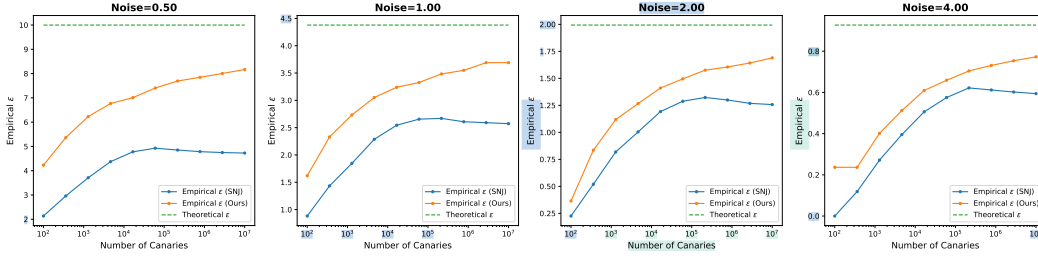 Noise=0.50
10
9
8
7
6
5
4
3
2
Empirical ε
10² 10³ 10⁴ 10⁵ 10⁶ 10⁷
Number of Canaries
Empirical ε (SNJ)
Empirical ε (Ours)
Theoretical ε
Noise=1.00
4.5
4.0
3.5
3.0
2.5
2.0
1.5
1.0
Empirical ε
10² 10³ 10⁴ 10⁵ 10⁶ 10⁷
Number of Canaries
Empirical ε (SNJ)
Empirical ε (Ours)
Theoretical ε
Noise=2.00
2.00
1.75
1.50
1.25
1.00
0.75
0.50
0.25
Empirical ε
10² 10³ 10⁴ 10⁵ 10⁶ 10⁷
Number of Canaries
Empirical ε (SNJ)
Empirical ε (Ours)
Theoretical ε
Noise=4.00
0.8
0.6
0.4
0.2
0.0
Empirical ε
10² 10³ 10⁴ 10⁵ 10⁶
Number of Canaries
Empirical ε (SNJ)
Empirical ε (Ours)
Theoretical ε